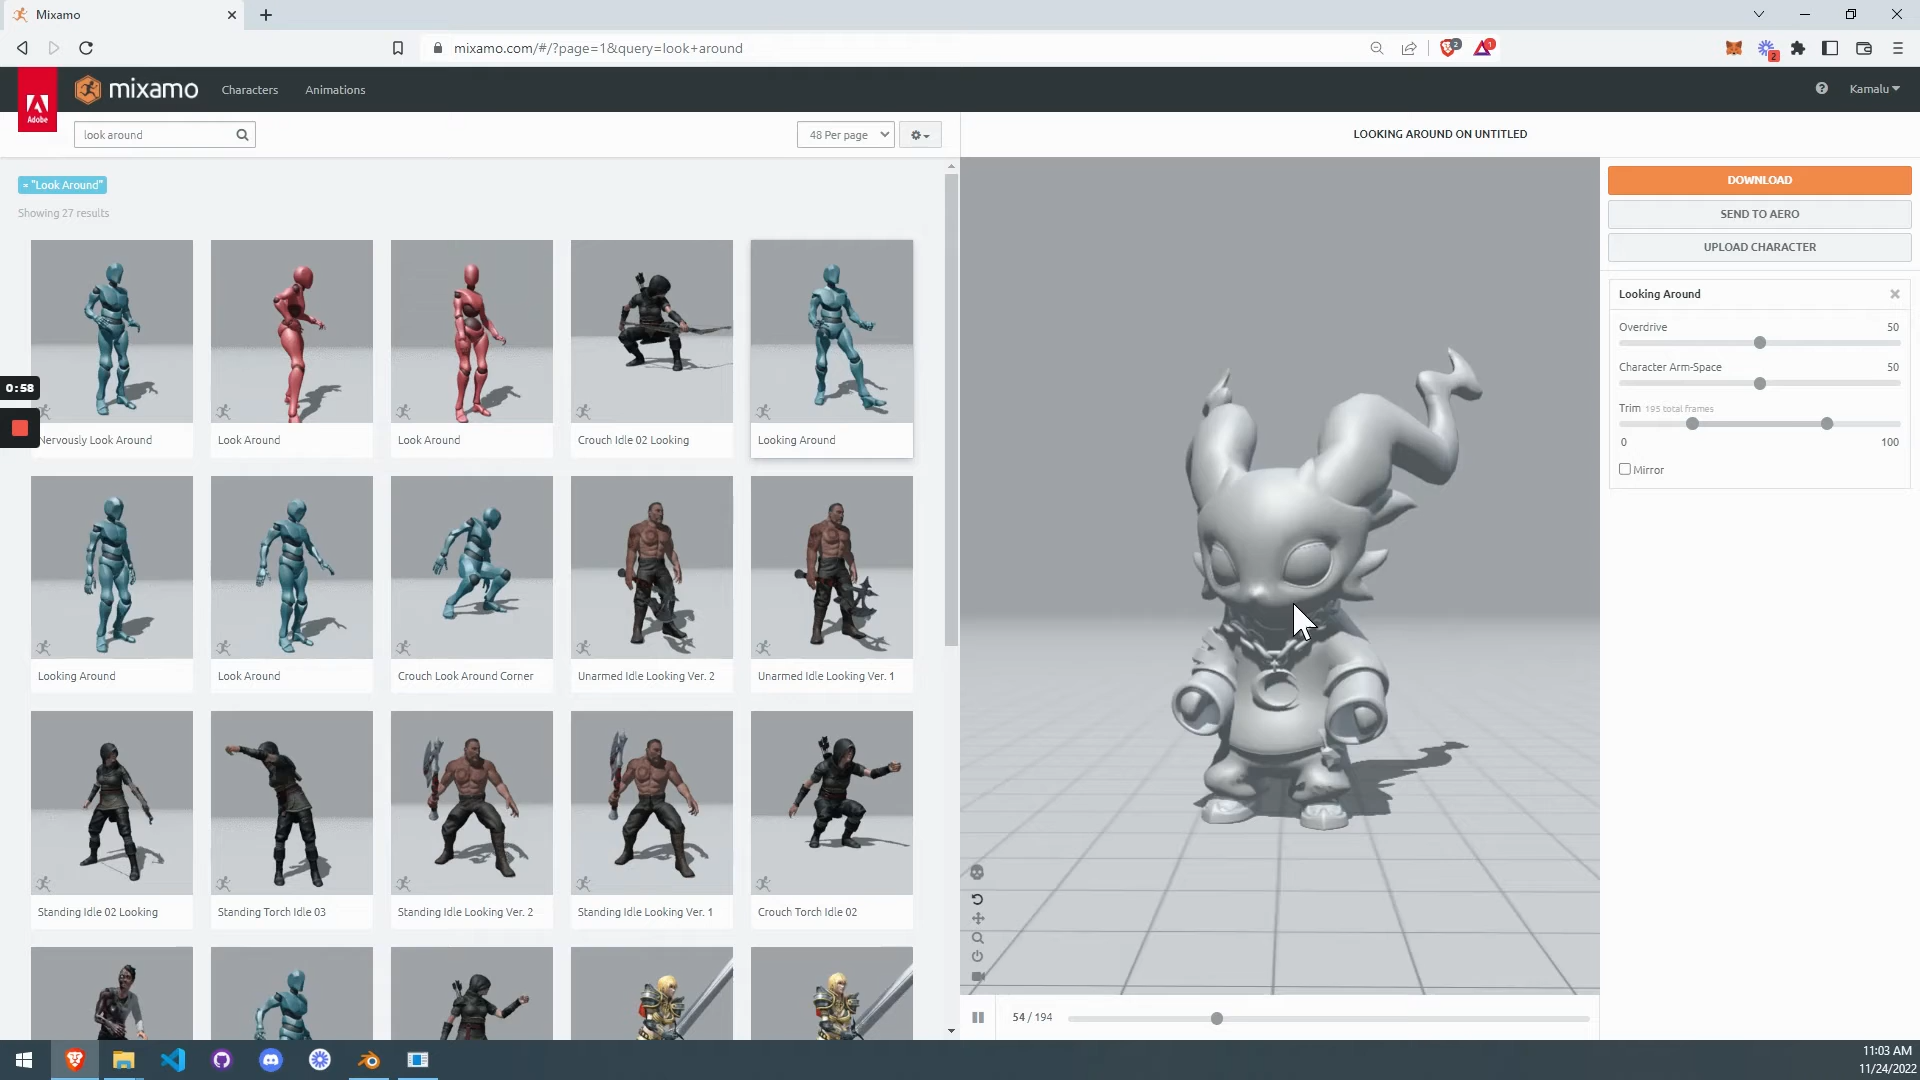 Mixamo
mixamo.com/#/?page=1&query=look+around
2
1
2
Adobe
mixamo
Characters
Animations
Kamalu
look around
48 Per page
LOOKING AROUND ON UNTITLED
= "Look Around"
Showing 27 results
DOWNLOAD
SEND TO AERO
UPLOAD CHARACTER
Looking Around
Overdrive
50
Character Arm-Space
50
Trim 195 total frames
0
100
Mirror
0:58
Nervously Look Around
Look Around
Look Around
Crouch Idle 02 Looking
Looking Around
Looking Around
Look Around
Crouch Look Around Corner
Unarmed Idle Looking Ver. 2
Unarmed Idle Looking Ver. 1
Standing Idle 02 Looking
Standing Torch Idle 03
Standing Idle Looking Ver. 2
Standing Idle Looking Ver. 1
Crouch Torch Idle 02
54 / 194
11:03 AM
11/24/2022